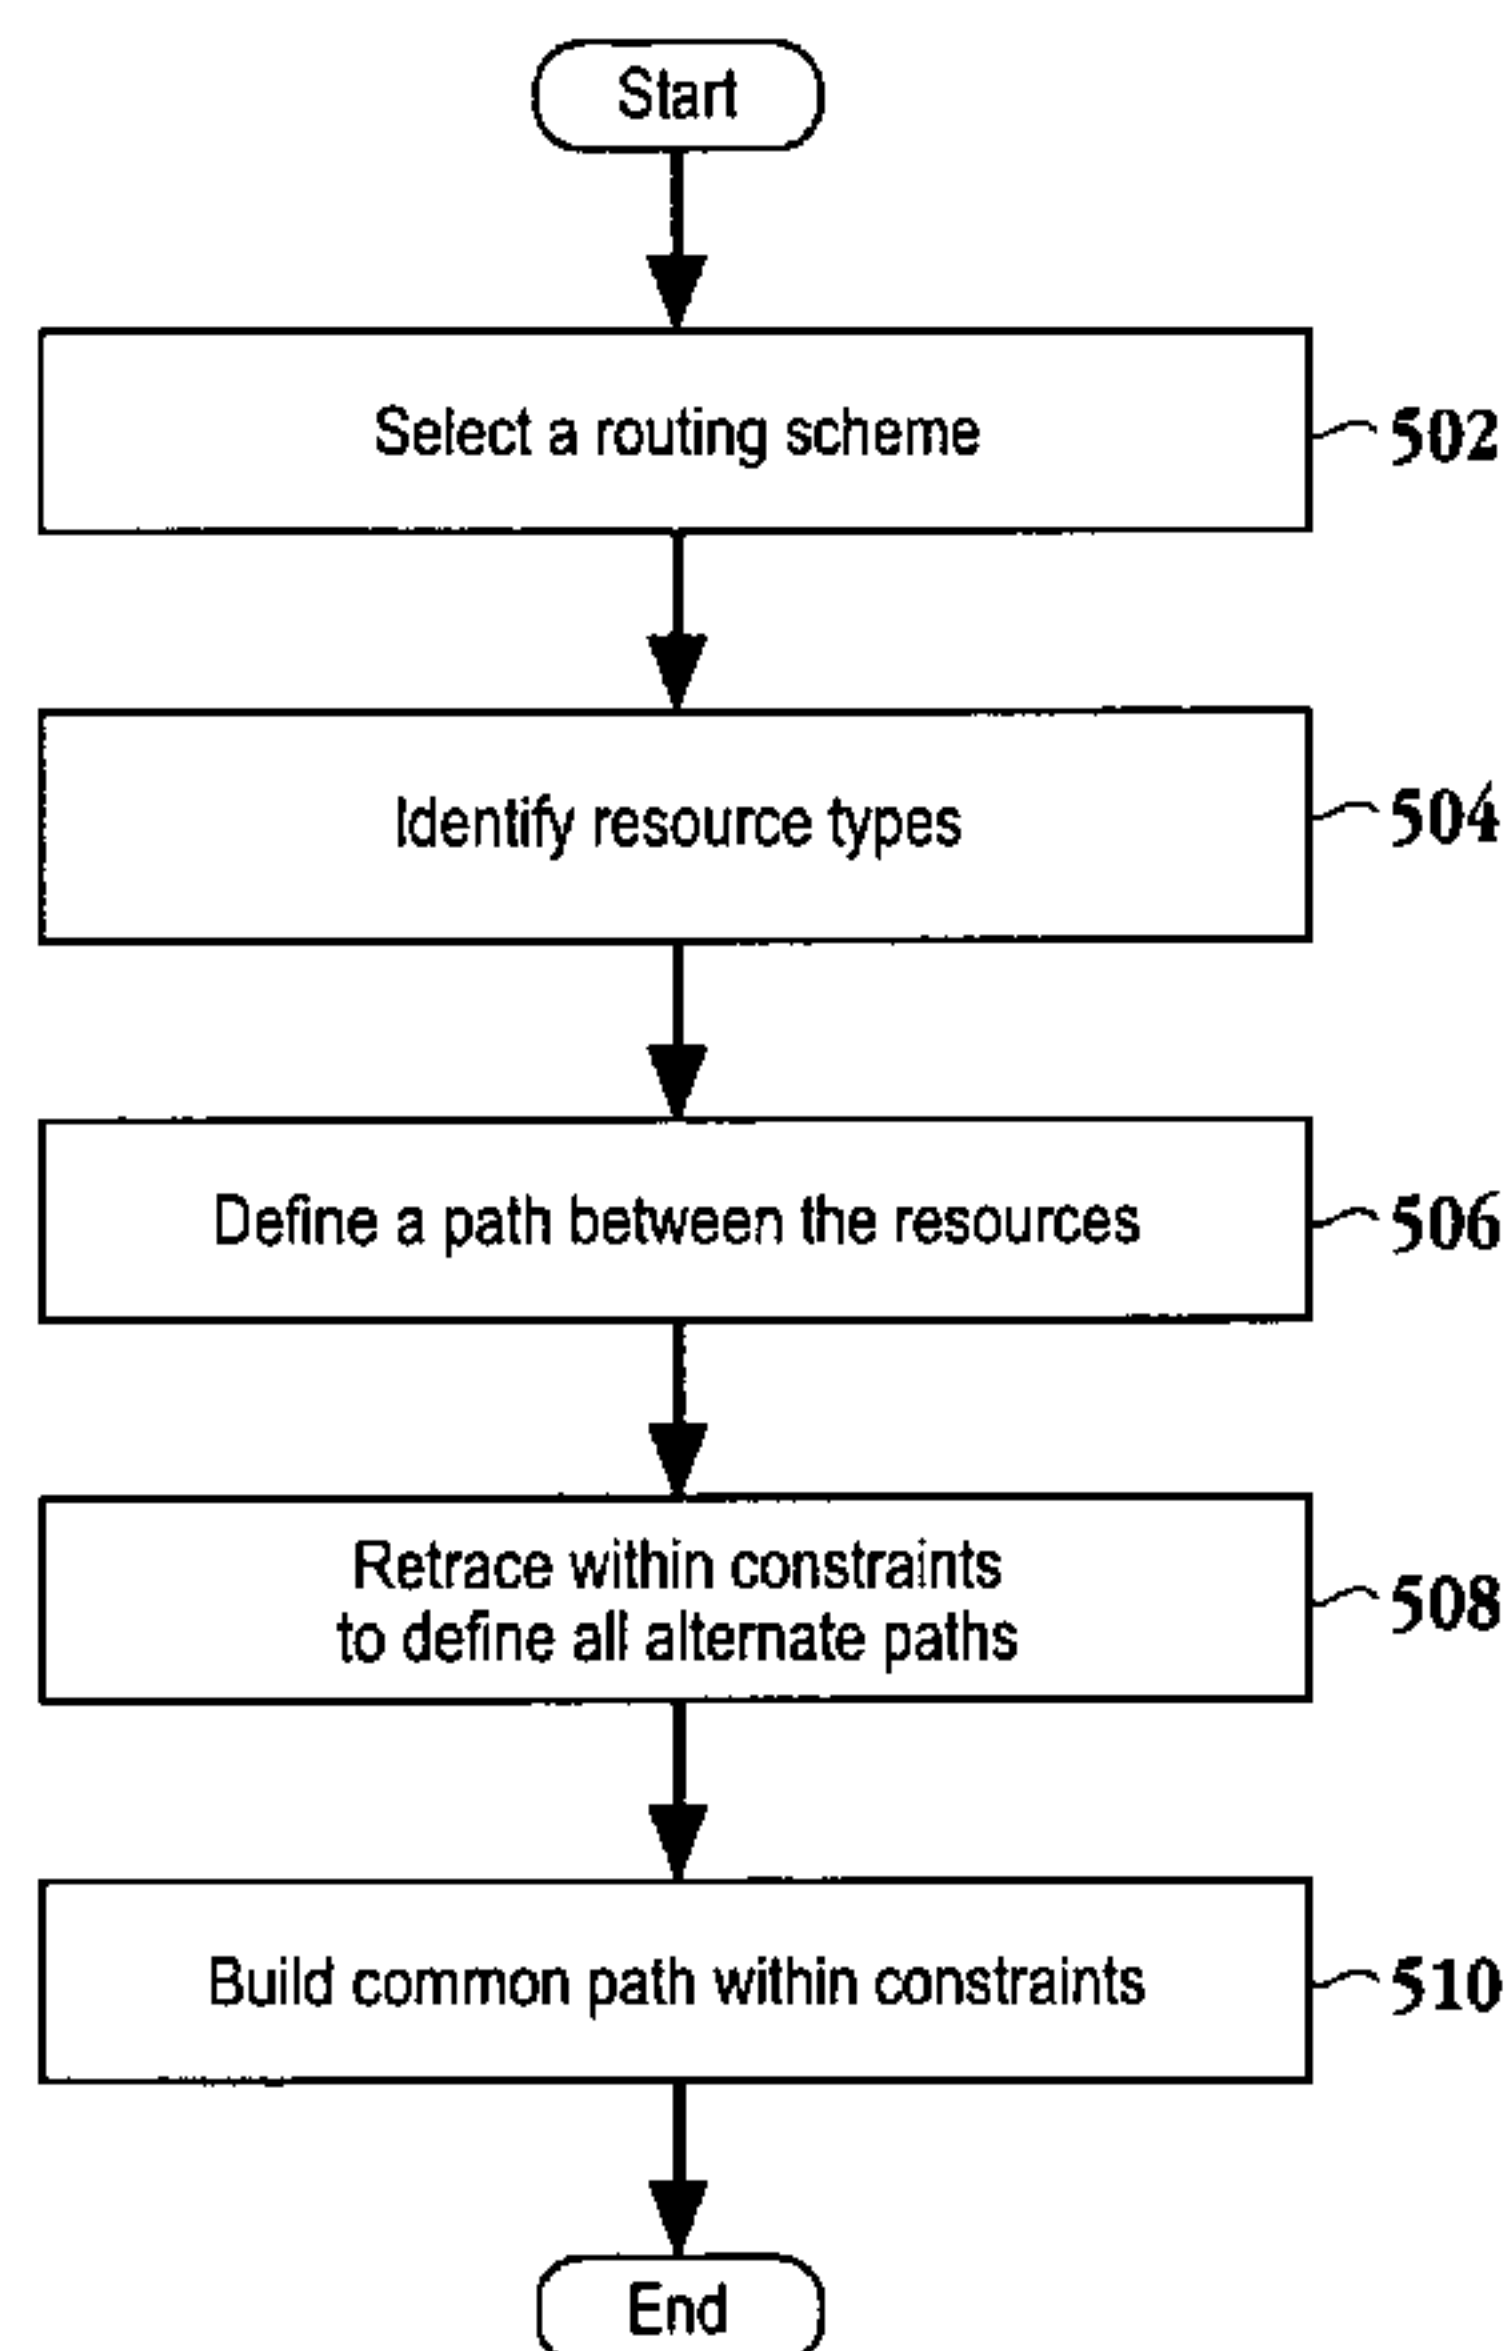 Start
Select a routing scheme
502
Identify resource types
504
Define a path between the resources
506
Retrace within constraints
to define all alternate paths
508
Build common path within constraints
510
End